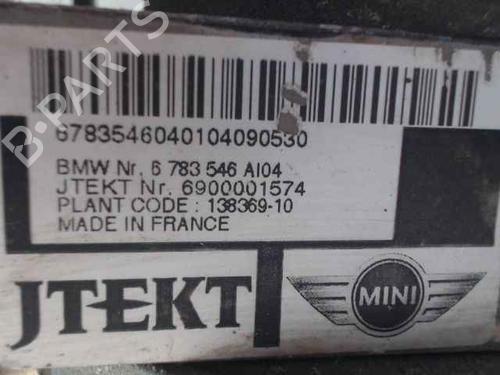 B-PARTS
6783546040104090530
BMW Nr. 6 783 546 AI04
JTEKT Nr. 6900001574
PLANT CODE : 138369-10
MADE IN FRANCE
JTEKT
MINI